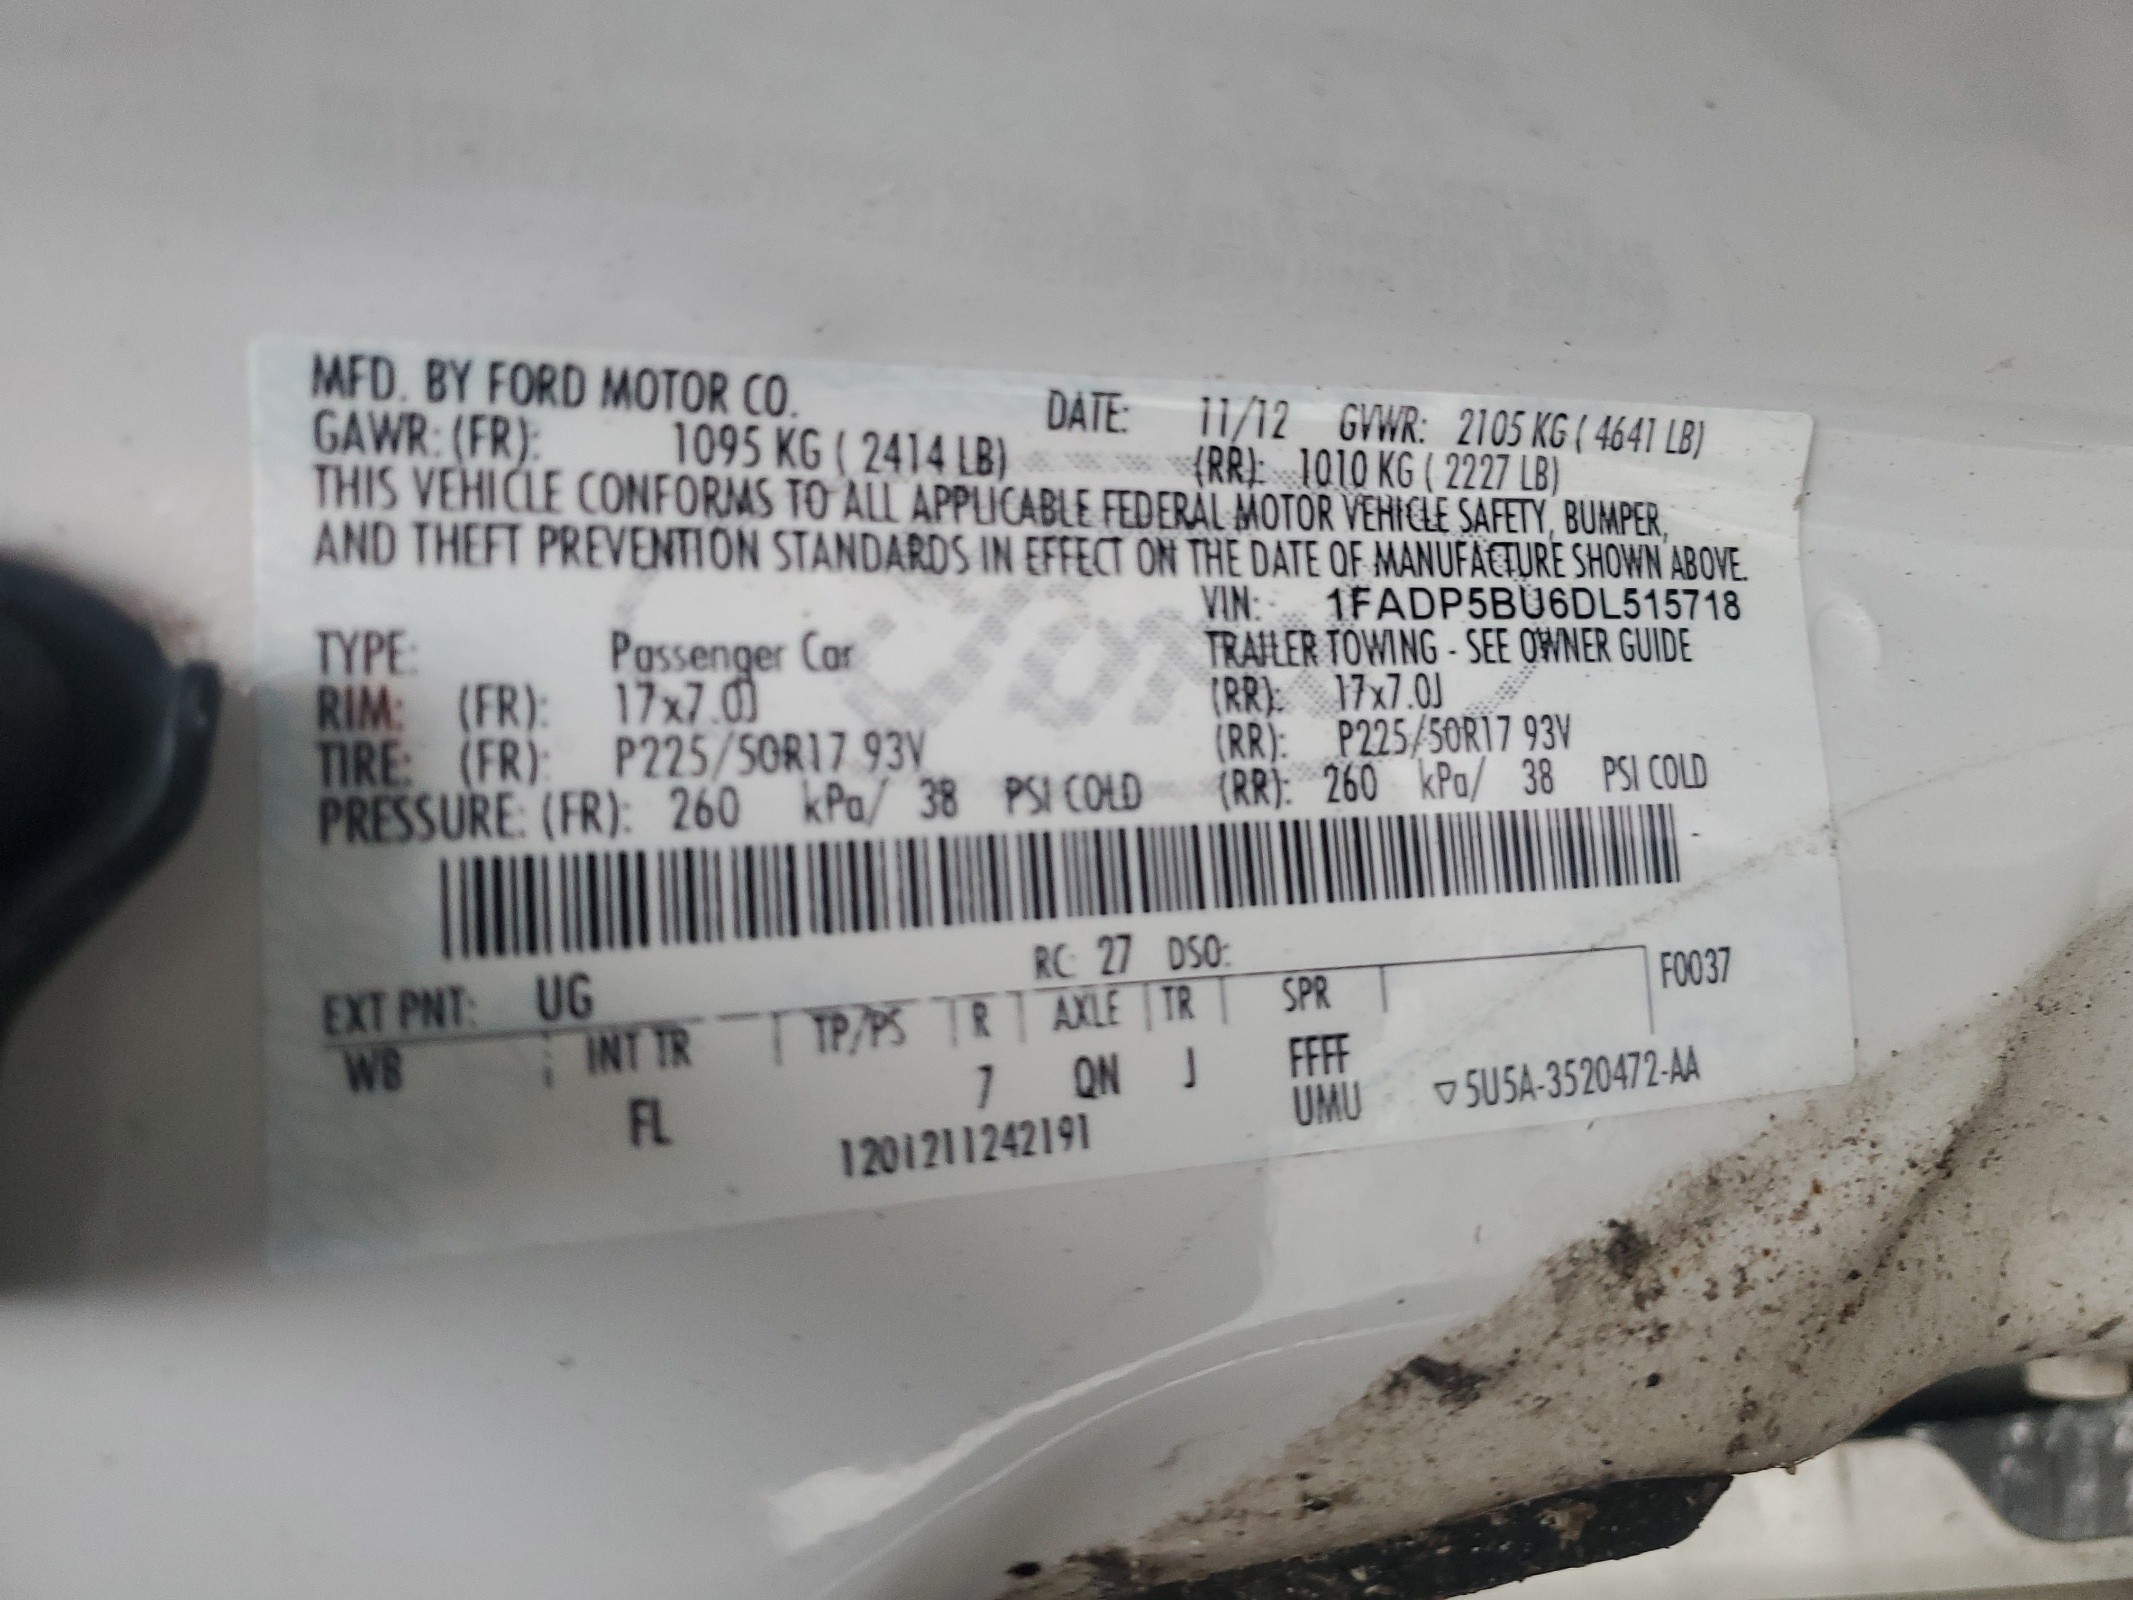 MFD. BY FORD MOTOR CO. DATE: 11/12 GVWR: 2105 KG ( 4641 LB)
GAWR: (FR): 1095 KG ( 2414 LB) (RR): 1010 KG ( 2227 LB)
THIS VEHICLE CONFORMS TO ALL APPLICABLE FEDERAL MOTOR VEHICLE SAFETY, BUMPER,
AND THEFT PREVENTION STANDARDS IN EFFECT ON THE DATE OF MANUFACTURE SHOWN ABOVE.
VIN: 1FADP5BU6DL515718
TYPE: Passenger Car TRAILER TOWING - SEE OWNER GUIDE
RIM: (FR): 17x7.0J (RR): 17x7.0J
TIRE: (FR): P225/50R17 93V (RR): P225/50R17 93V
PRESSURE: (FR): 260 kPa/ 38 PSI COLD (RR): 260 kPa/ 38 PSI COLD
RC: 27 DSO:
EXT PNT: UG F0037
WB INT TR TP/PS R AXLE TR SPR
FL 7 QN J FFFF
UMU ▽5U5A-3520472-AA
1201211242191